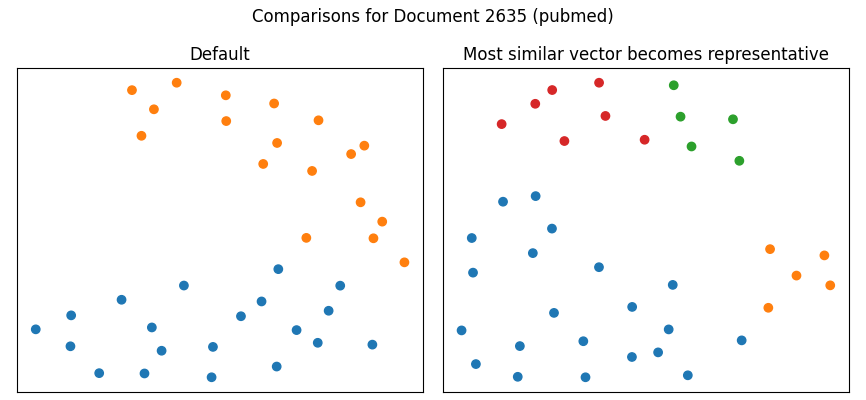 Comparisons for Document 2635 (pubmed)
Default
Most similar vector becomes representative